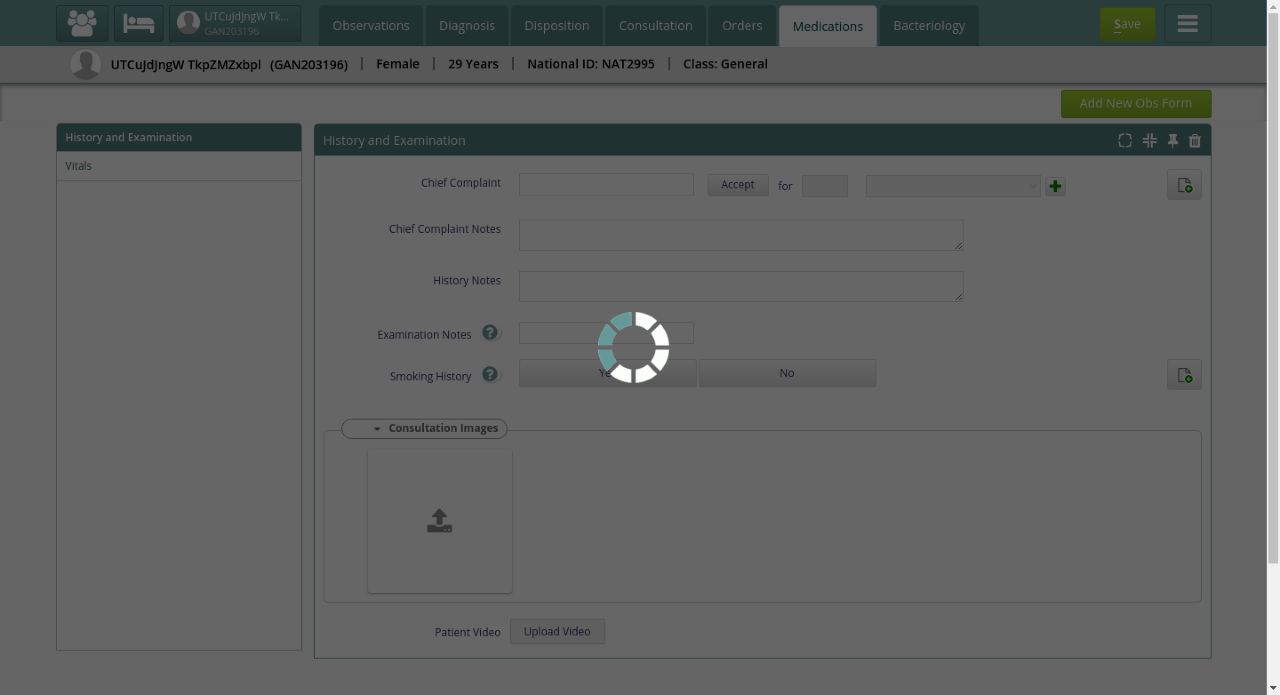 UTCuJdJngW Tk...
GAN203196
Observations
Diagnosis
Disposition
Consultation
Orders
Medications
Bacteriology
Save
UTCuJdJngW TkpZMZxbpl (GAN203196) | Female | 29 Years | National ID: NAT2995 | Class: General
Add New Obs Form
History and Examination
Vitals
History and Examination
Chief Complaint
Accept
for
Chief Complaint Notes
History Notes
Examination Notes
Smoking History
No
Consultation Images
Patient Video
Upload Video